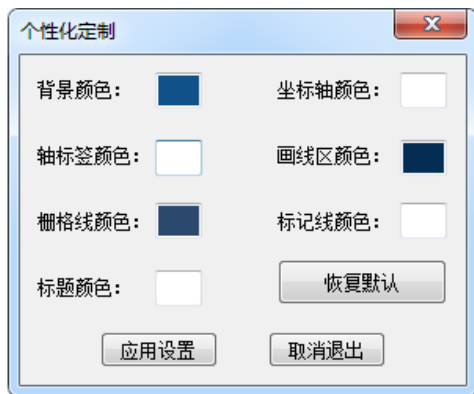 个性化定制
背景颜色： 坐标轴颜色：
轴标签颜色： 画线区颜色：
栅格线颜色： 标记线颜色：
标题颜色： 恢复默认
应用设置 取消退出